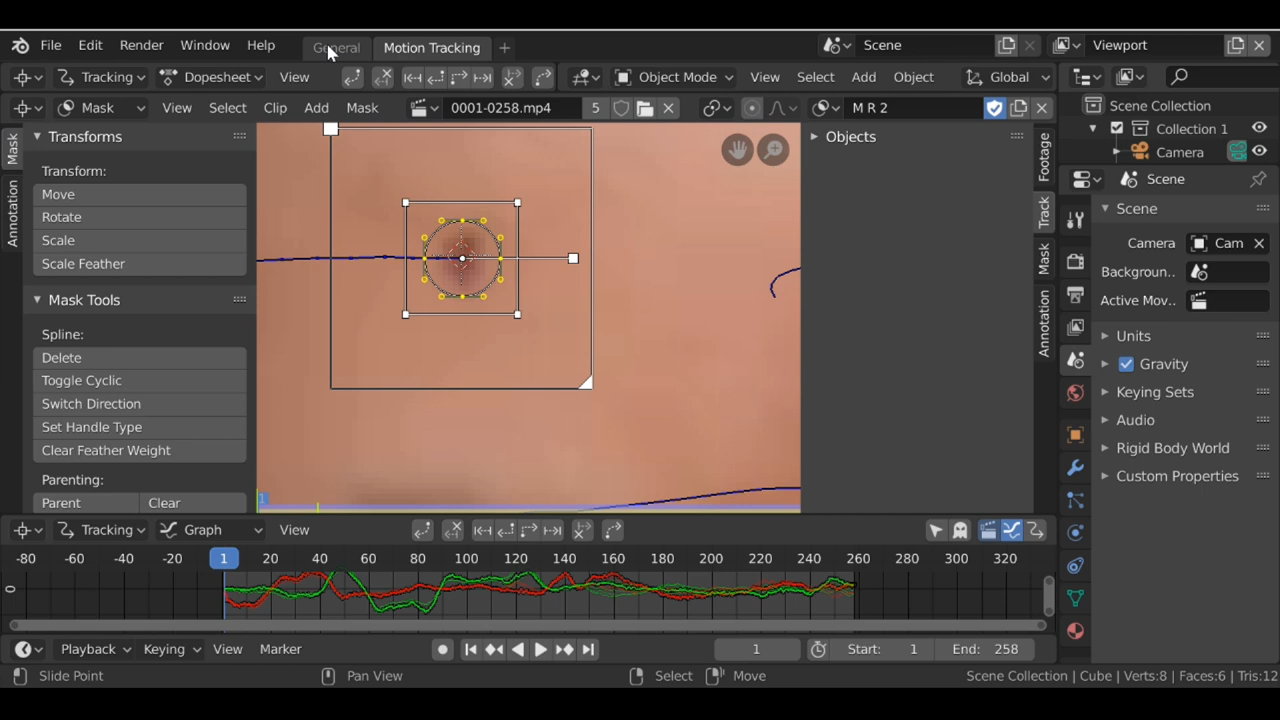 File Edit Render Window Help General Motion Tracking + Scene Viewport
Tracking Dopesheet View Object Mode View Select Add Object Global
Mask View Select Clip Add Mask 0001-0258.mp4 5 M R 2
Scene Collection
Collection 1
Camera
Mask
Annotation
Transforms
Transform:
Move
Rotate
Scale
Scale Feather
Mask Tools
Spline:
Delete
Toggle Cyclic
Switch Direction
Set Handle Type
Clear Feather Weight
Parenting:
Parent Clear
1
Objects
Footage
Track
Mask
Annotation
Scene
Scene
Camera Cam
Backgroun..
Active Mov..
Units
Gravity
Keying Sets
Audio
Rigid Body World
Custom Properties
Tracking Graph View
-80 -60 -40 -20 1 20 40 60 80 100 120 140 160 180 200 220 240 260 280 300 320
0
Playback Keying View Marker 1 Start: 1 End: 258
Slide Point Pan View Select Move Scene Collection | Cube | Verts:8 | Faces:6 | Tris:12